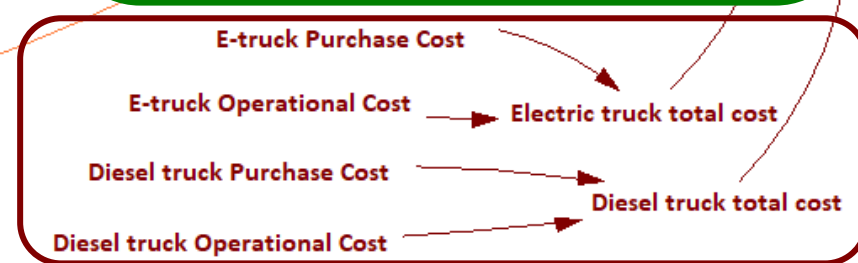 E-truck Purchase Cost
E-truck Operational Cost
Electric truck total cost
Diesel truck Purchase Cost
Diesel truck total cost
Diesel truck Operational Cost